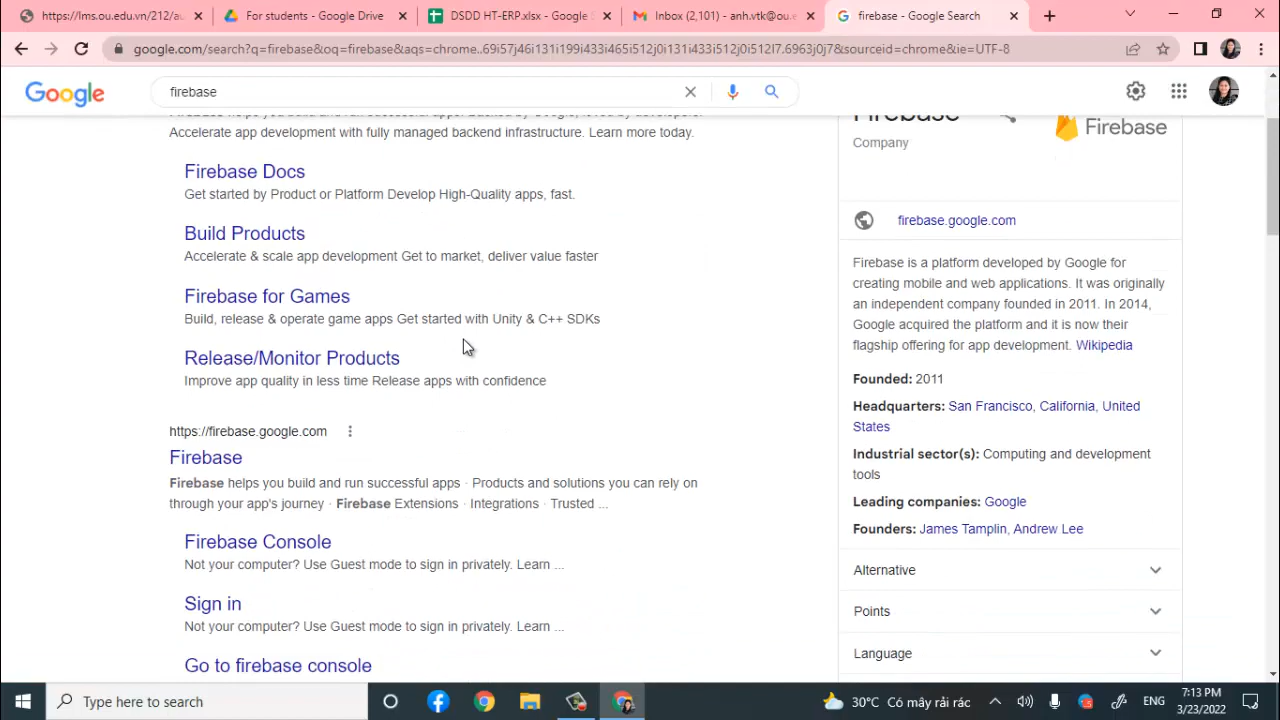 https://lms.ou.edu.vn/212/av
For students - Google Drive
DSDD HT-ERP.xlsx - Google S
Inbox (2,101) - anh.vtk@ou.e
firebase - Google Search
google.com/search?q=firebase&oq=firebase&aqs=chrome..69i57j46i131i199i433i465i512j0i131i433i512j0i512l7.6963j0j7&sourceid=chrome&ie=UTF-8
Google
firebase
Accelerate app development with fully managed backend infrastructure. Learn more today.
Firebase Docs
Get started by Product or Platform Develop High-Quality apps, fast.
Build Products
Accelerate & scale app development Get to market, deliver value faster
Firebase for Games
Build, release & operate game apps Get started with Unity & C++ SDKs
Release/Monitor Products
Improve app quality in less time Release apps with confidence
https://firebase.google.com
Firebase
Firebase helps you build and run successful apps · Products and solutions you can rely on
through your app's journey · Firebase Extensions · Integrations · Trusted ...
Firebase Console
Not your computer? Use Guest mode to sign in privately. Learn ...
Sign in
Not your computer? Use Guest mode to sign in privately. Learn ...
Go to firebase console
Firebase
Company
Firebase
firebase.google.com
Firebase is a platform developed by Google for
creating mobile and web applications. It was originally
an independent company founded in 2011. In 2014,
Google acquired the platform and it is now their
flagship offering for app development. Wikipedia
Founded: 2011
Headquarters: San Francisco, California, United
States
Industrial sector(s): Computing and development
tools
Leading companies: Google
Founders: James Tamplin, Andrew Lee
Alternative
Points
Language
Type here to search
30°C Có mây rải rác
ENG
7:13 PM
3/23/2022